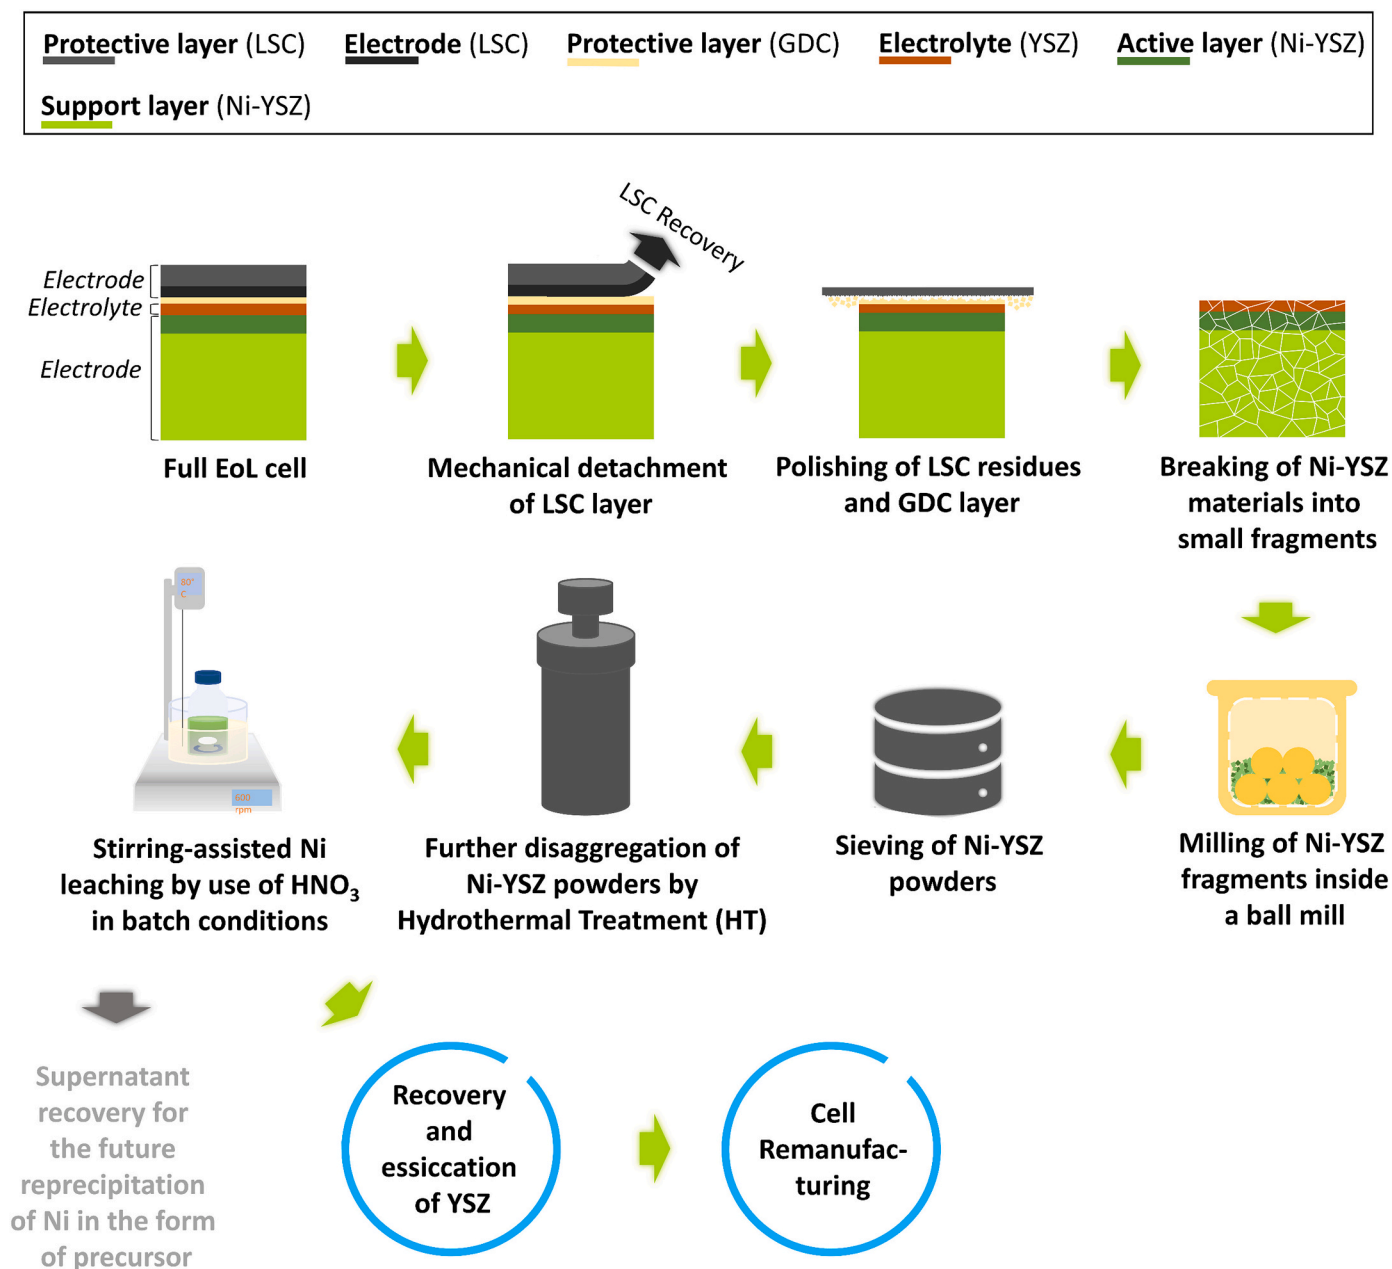 Protective layer (LSC) Electrode (LSC) Protective layer (GDC) Electrolyte (YSZ) Active layer (Ni-YSZ)
Support layer (Ni-YSZ)
LSC Recovery
Electrode
Electrolyte
Electrode
Full EoL cell
Mechanical detachment
of LSC layer
Polishing of LSC residues
and GDC layer
Breaking of Ni-YSZ
materials into
small fragments
80°
C
600
rpm
Stirring-assisted Ni
leaching by use of HNO₃
in batch conditions
Further disaggregation of
Ni-YSZ powders by
Hydrothermal Treatment (HT)
Sieving of Ni-YSZ
powders
Milling of Ni-YSZ
fragments inside
a ball mill
Supernatant
recovery for
the future
reprecipitation
of Ni in the form
of precursor
Recovery
and
essiccation
of YSZ
Cell
Remanufac-
turing